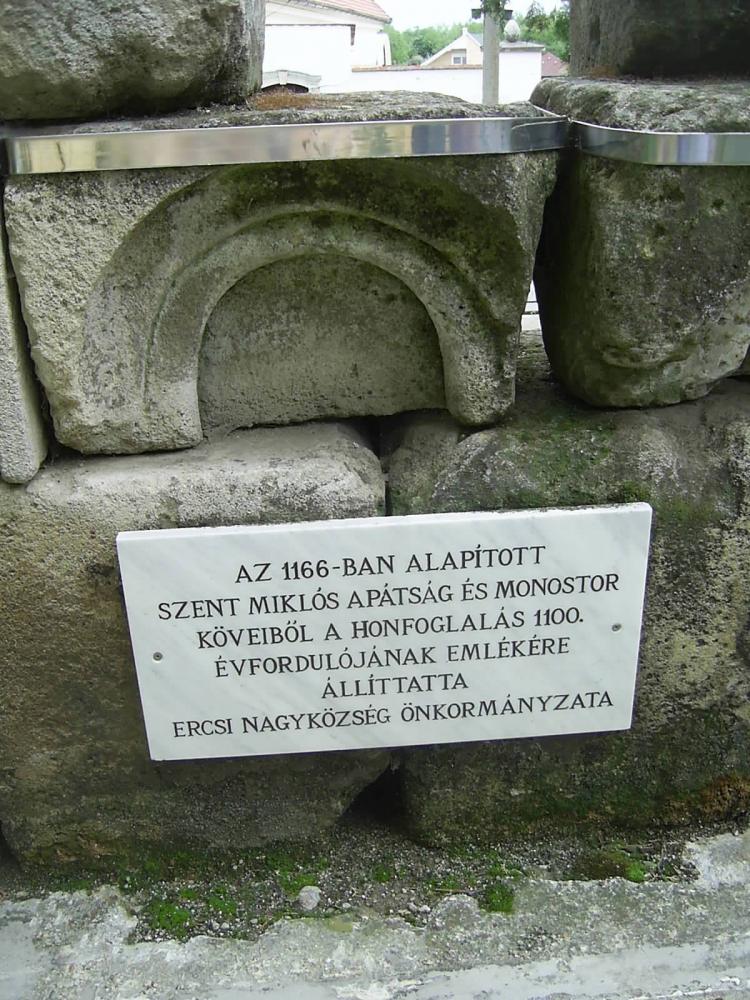 AZ 1166-BAN ALAPÍTOTT
SZENT MIKLÓS APÁTSÁG ÉS MONOSTOR
KÖVEIBŐL A HONFOGLALÁS 1100.
ÉVFORDULÓJÁNAK EMLÉKÉRE
ÁLLÍTTATTA
ERCSI NAGYKÖZSÉG ÖNKORMÁNYZATA